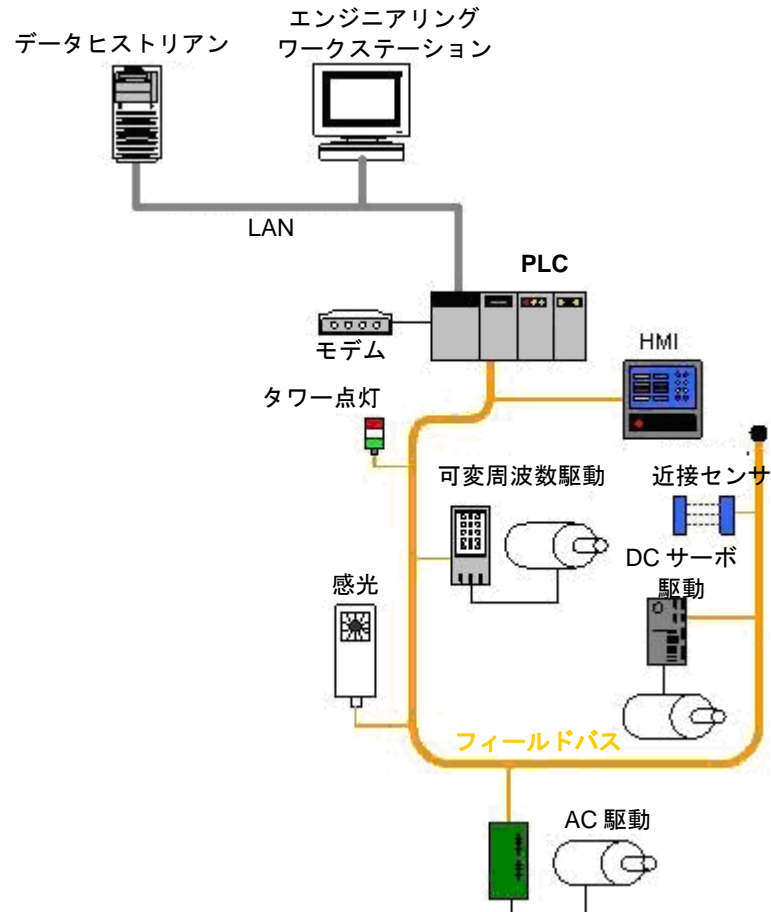 エンジニアリング
ワークステーション
データヒストリアン
LAN
PLC
モデム
HMI
タワー点灯
可変周波数駆動
近接センサ
DC サーボ
駆動
感光
フィールドバス
AC 駆動